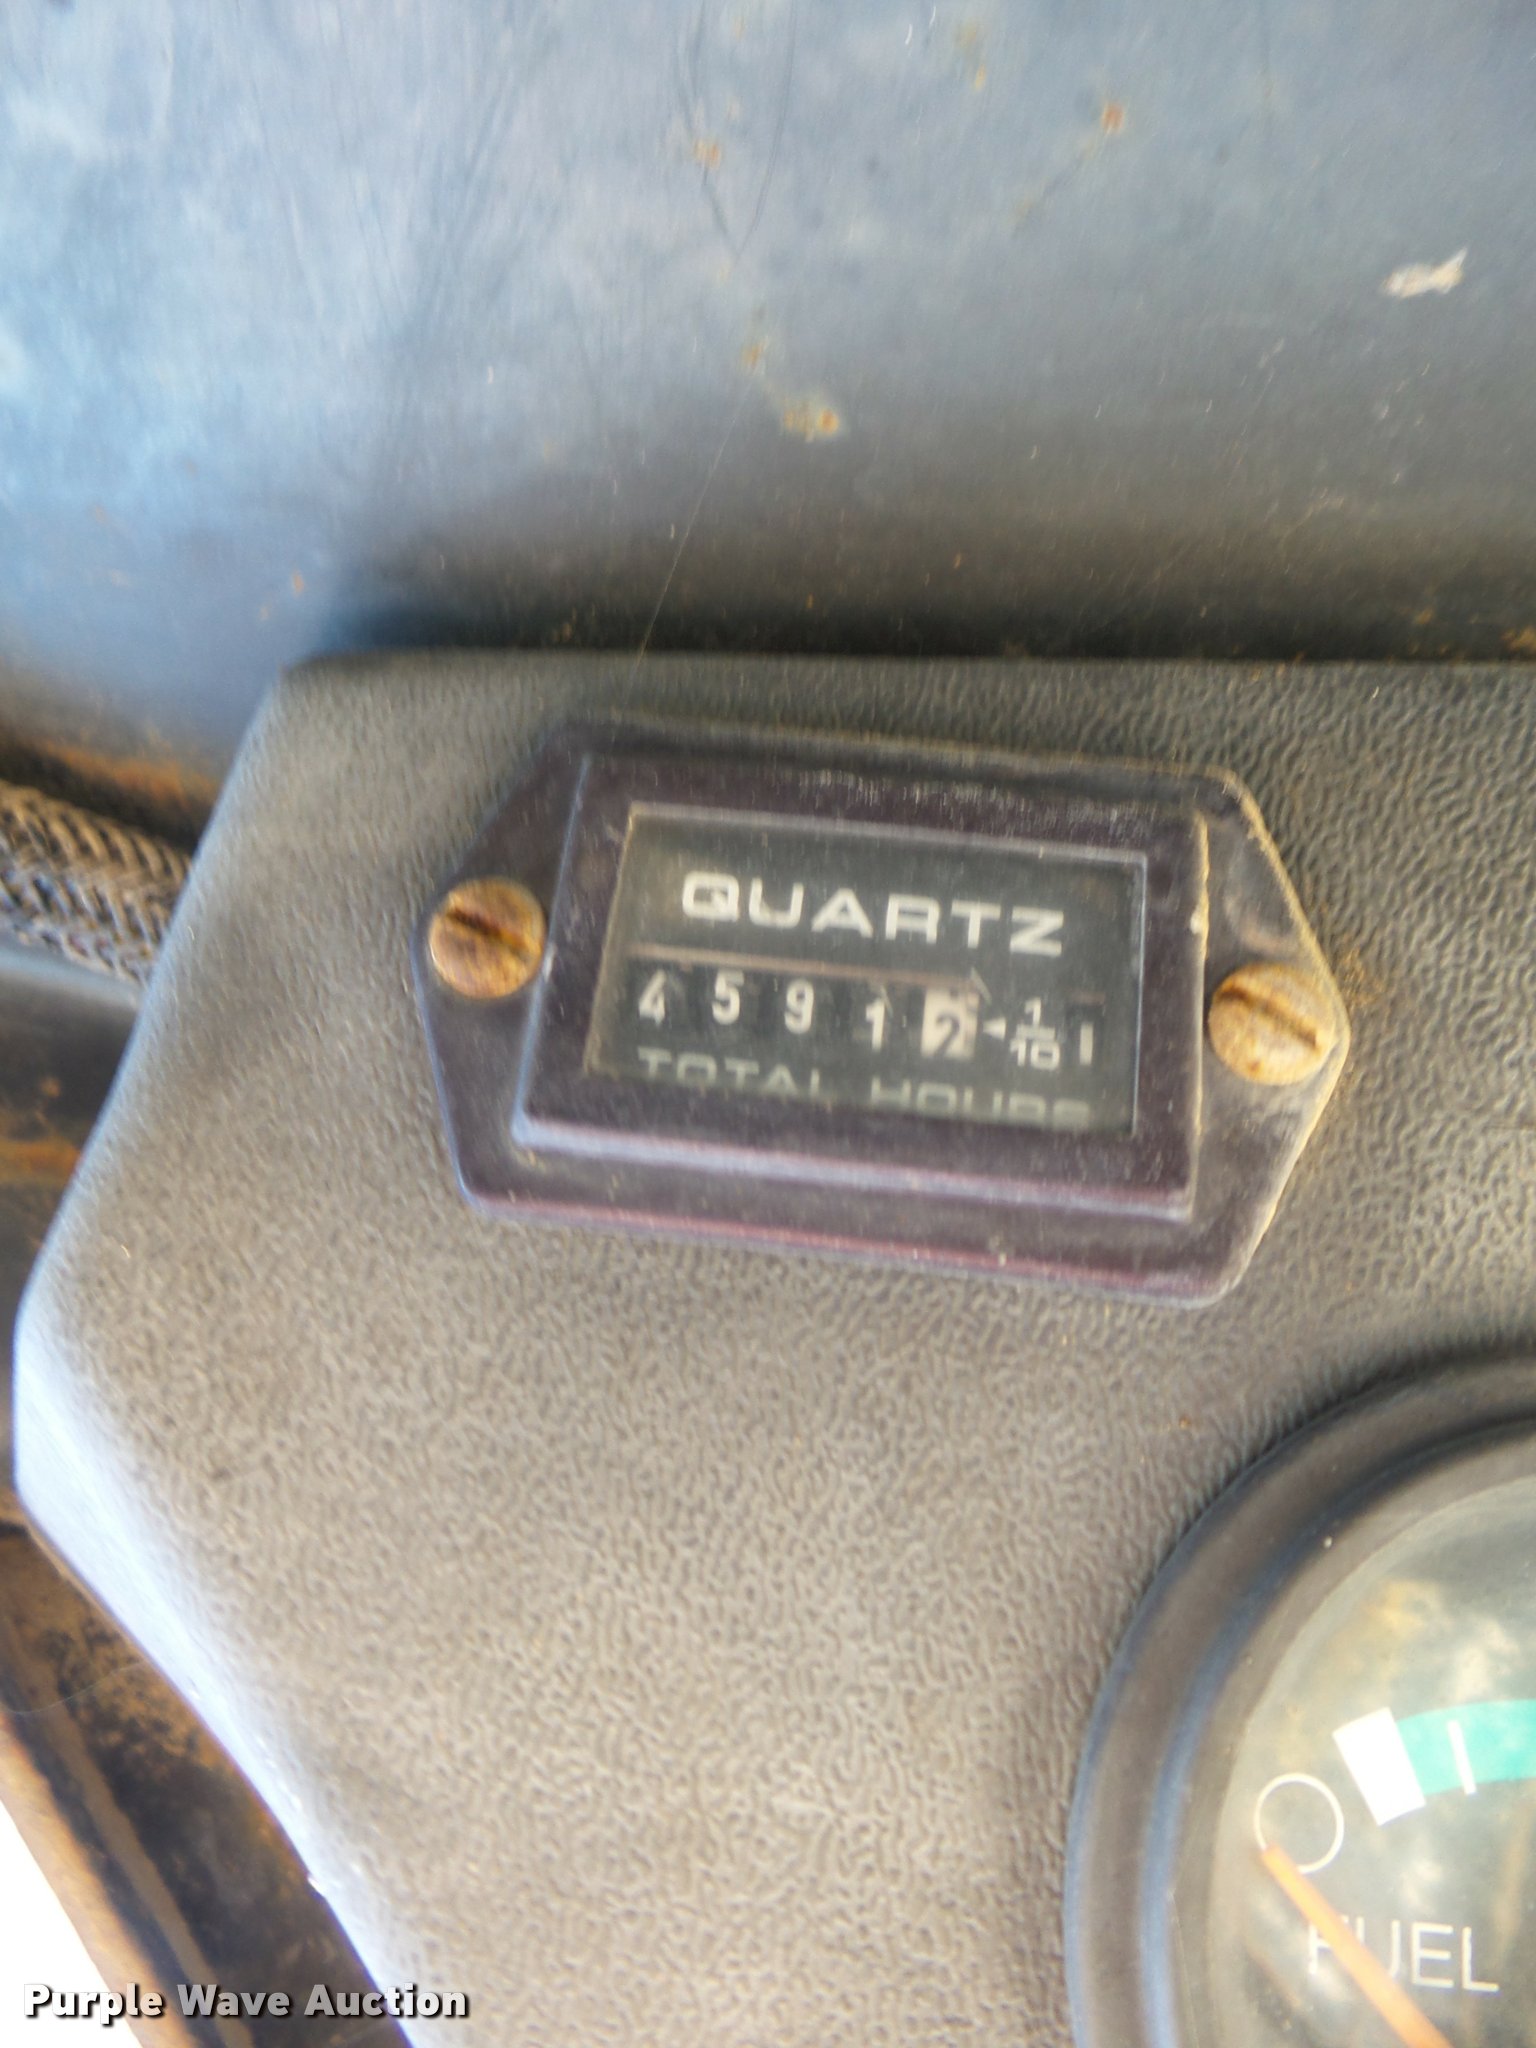 QUARTZ
4 5 9 1 2 1/10
TOTAL HOURS
FUEL
Purple Wave Auction